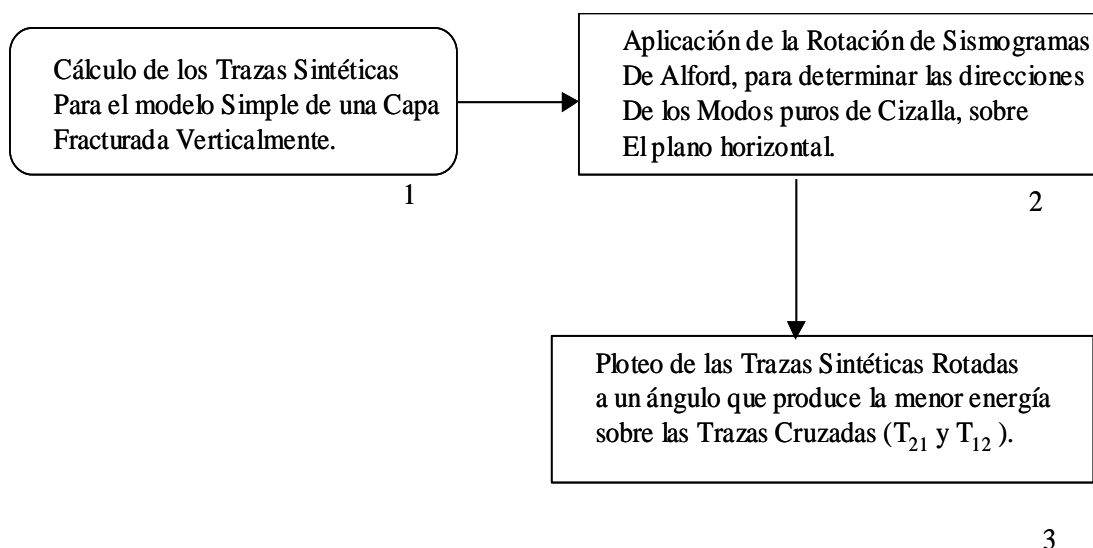 Cálculo de los Trazas Sintéticas
Para el modelo Simple de una Capa
Fracturada Verticalmente.
1
Aplicación de la Rotación de Sismogramas
De Alford, para determinar las direcciones
De los Modos puros de Cizalla, sobre
El plano horizontal.
2
Ploteo de las Trazas Sintéticas Rotadas
a un ángulo que produce la menor energía
sobre las Trazas Cruzadas (T21 y T12 ).
3